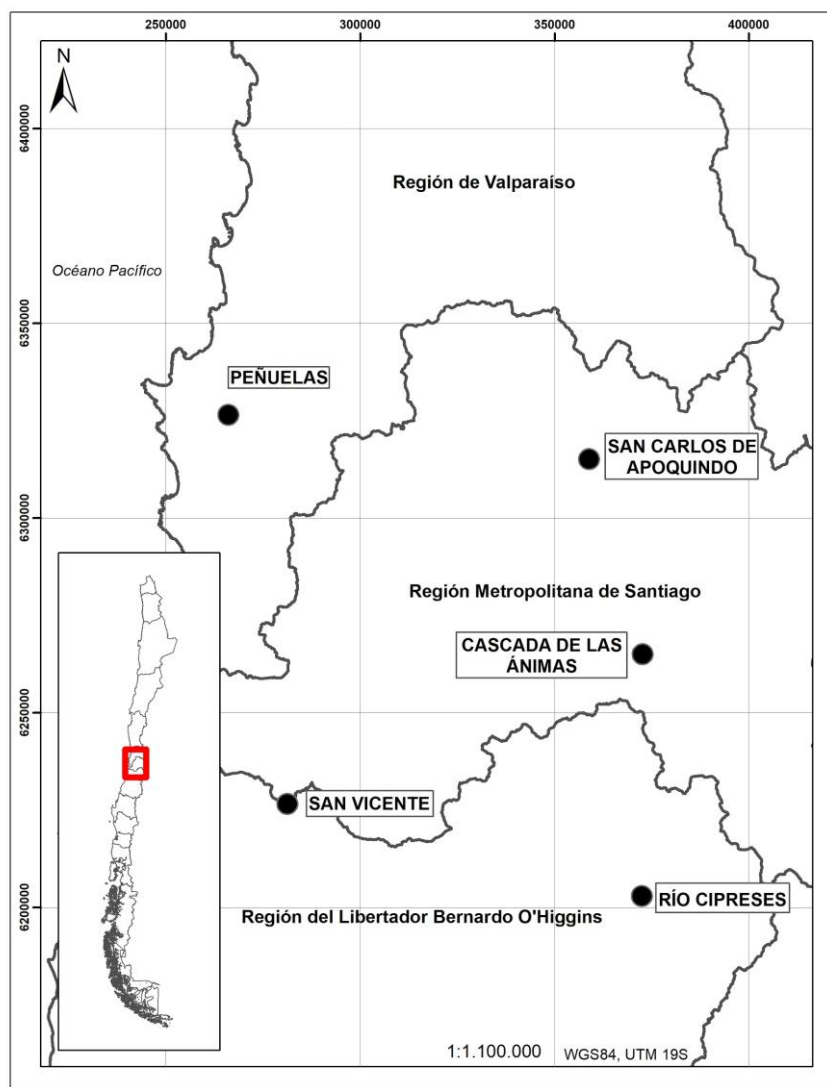 250000 300000 350000 400000
N
6400000
Región de Valparaíso
Océano Pacífico
6350000
PEÑUELAS
SAN CARLOS DE
APOQUINDO
6300000
Región Metropolitana de Santiago
CASCADA DE LAS
ÁNIMAS
6250000
SAN VICENTE
RÍO CIPRESES
6200000
Región del Libertador Bernardo O'Higgins
1:1.100.000 WGS84, UTM 19S